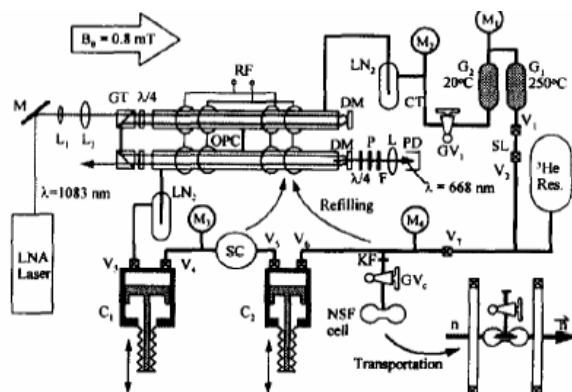 B₀ = 0.8 mT
RF
LN₂
M₂
M₁
G₂
20°C
G₁
250°C
M
L₁
L₂
GT
λ/4
DM
CT
GV₁
V₁
SL
V₂
OPC
DM
P
L
PD
λ/4
F
λ = 668 nm
³He
Res.
λ=1083 nm
LN₂
M₃
Refilling
M₄
LNA
Laser
V₃
V₄
SC
V₅
V₆
V₇
KF
GV꜀
C₁
C₂
NSF
cell
n
n
Transportation